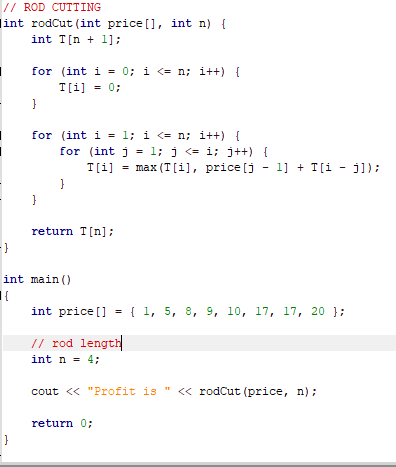 // ROD CUTTING
int rodCut(int price[], int n) {
    int T[n + 1];

    for (int i = 0; i <= n; i++) {
        T[i] = 0;
    }

    for (int i = 1; i <= n; i++) {
        for (int j = 1; j <= i; j++) {
            T[i] = max(T[i], price[j - 1] + T[i - j]);
        }
    }

    return T[n];
}

int main()
{
    int price[] = { 1, 5, 8, 9, 10, 17, 17, 20 };

    // rod length
    int n = 4;

    cout << "Profit is " << rodCut(price, n);

    return 0;
}